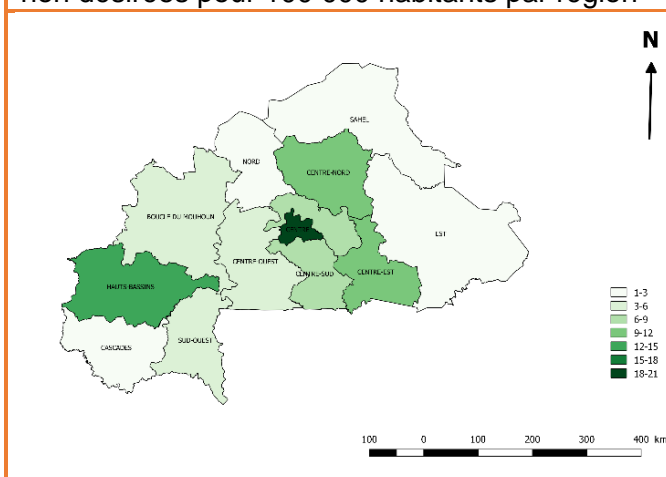 non désirées pour 100 000 habitants par région
N
SAHEL
NORD
CENTRE-NORD
BOUCLE DU MOUHOUN
EST
CENTRE
CENTRE-OUEST
CENTRE-SUD
CENTRE-EST
HAUTS-BASSINS
SUD-OUEST
CASCADES
1-3
3-6
6-9
9-12
12-15
15-18
18-21
100 0 100 200 300 400 km